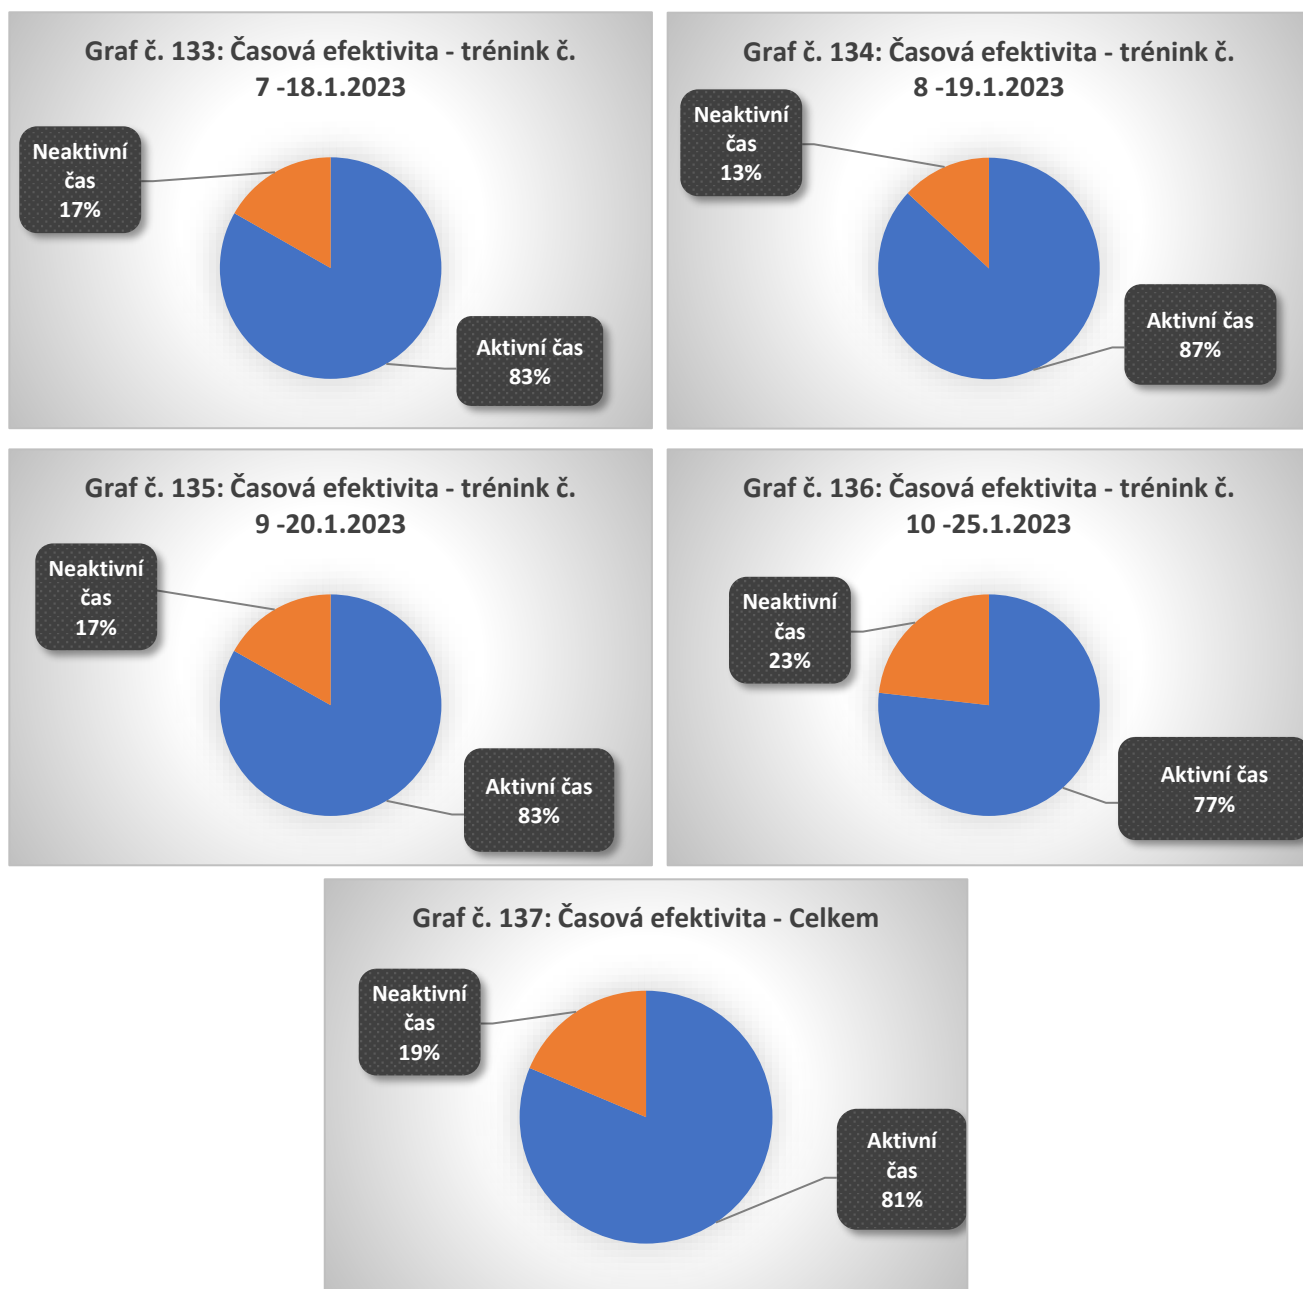 Graf č. 133: Časová efektivita - trénink č.
7 -18.1.2023
Neaktivní
čas
17%
Aktivní čas
83%
Graf č. 134: Časová efektivita - trénink č.
8 -19.1.2023
Neaktivní
čas
13%
Aktivní čas
87%
Graf č. 135: Časová efektivita - trénink č.
9 -20.1.2023
Neaktivní
čas
17%
Aktivní čas
83%
Graf č. 136: Časová efektivita - trénink č.
10 -25.1.2023
Neaktivní
čas
23%
Aktivní čas
77%
Graf č. 137: Časová efektivita - Celkem
Neaktivní
čas
19%
Aktivní
čas
81%